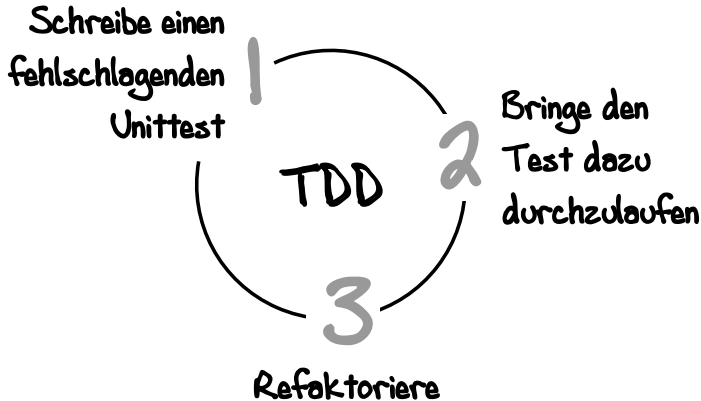 Schreibe einen
fehlschlagenden
Unittest
1
TDD
2
Bringe den
Test dazu
durchzulaufen
3
Refaktoriere